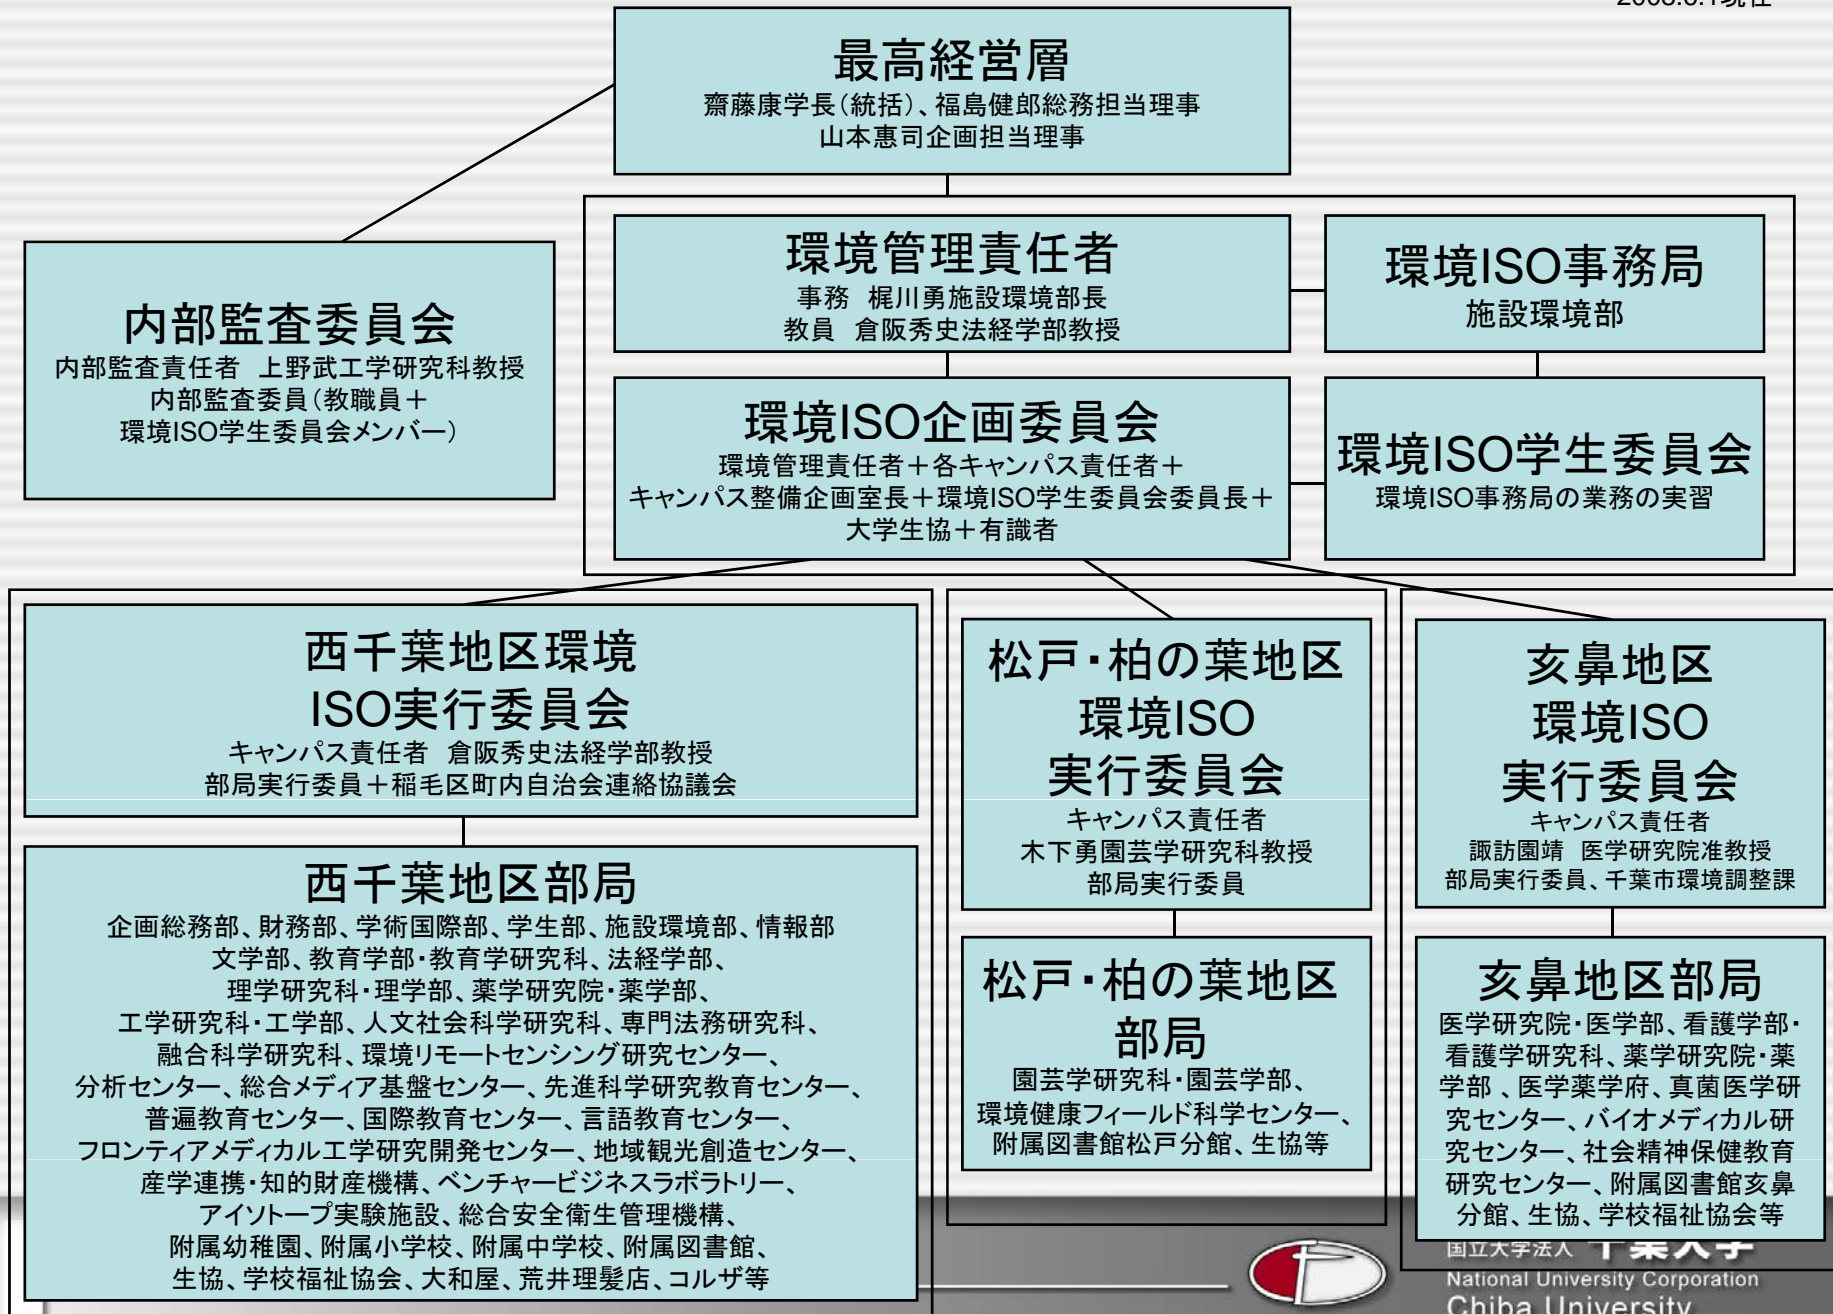 最高経営層
齋藤康学長（統括）、福島健郎総務担当理事
山本惠司企画担当理事
環境管理責任者
事務 梶川勇施設環境部長
教員 倉阪秀史法経学部教授
環境ISO事務局
施設環境部
内部監査委員会
内部監査責任者 上野武工学研究科教授
内部監査委員（教職員＋
環境ISO学生委員会メンバー）
環境ISO企画委員会
環境管理責任者＋各キャンパス責任者＋
キャンパス整備企画室長＋環境ISO学生委員会委員長＋
大学生協＋有識者
環境ISO学生委員会
環境ISO事務局の業務の実習
西千葉地区環境
ISO実行委員会
キャンパス責任者 倉阪秀史法経学部教授
部局実行委員＋稲毛区町内自治会連絡協議会
西千葉地区部局
企画総務部、財務部、学術国際部、学生部、施設環境部、情報部
文学部、教育学部・教育学研究科、法経学部、
理学研究科・理学部、薬学研究院・薬学部、
工学研究科・工学部、人文社会科学研究科、専門法務研究科、
融合科学研究科、環境リモートセンシング研究センター、
分析センター、総合メディア基盤センター、先進科学研究教育センター、
普遍教育センター、国際教育センター、言語教育センター、
フロンティアメディカル工学研究開発センター、地域観光創造センター、
産学連携・知的財産機構、ベンチャービジネスラボラトリー、
アイソトープ実験施設、総合安全衛生管理機構、
附属幼稚園、附属小学校、附属中学校、附属図書館、
生協、学校福祉協会、大和屋、荒井理髪店、コルザ等
松戸・柏の葉地区
環境ISO
実行委員会
キャンパス責任者
木下勇園芸学研究科教授
部局実行委員
松戸・柏の葉地区
部局
園芸学研究科・園芸学部、
環境健康フィールド科学センター、
附属図書館松戸分館、生協等
亥鼻地区
環境ISO
実行委員会
キャンパス責任者
諏訪園靖 医学研究院准教授
部局実行委員、千葉市環境調整課
亥鼻地区部局
医学研究院・医学部、看護学部・
看護学研究科、薬学研究院・薬
学部 、医学薬学府、真菌医学研
究センター、バイオメディカル研
究センター、社会精神保健教育
研究センター、附属図書館亥鼻
分館、生協、学校福祉協会等
国立大学法人 千葉大学
National University Corporation
Chiba University